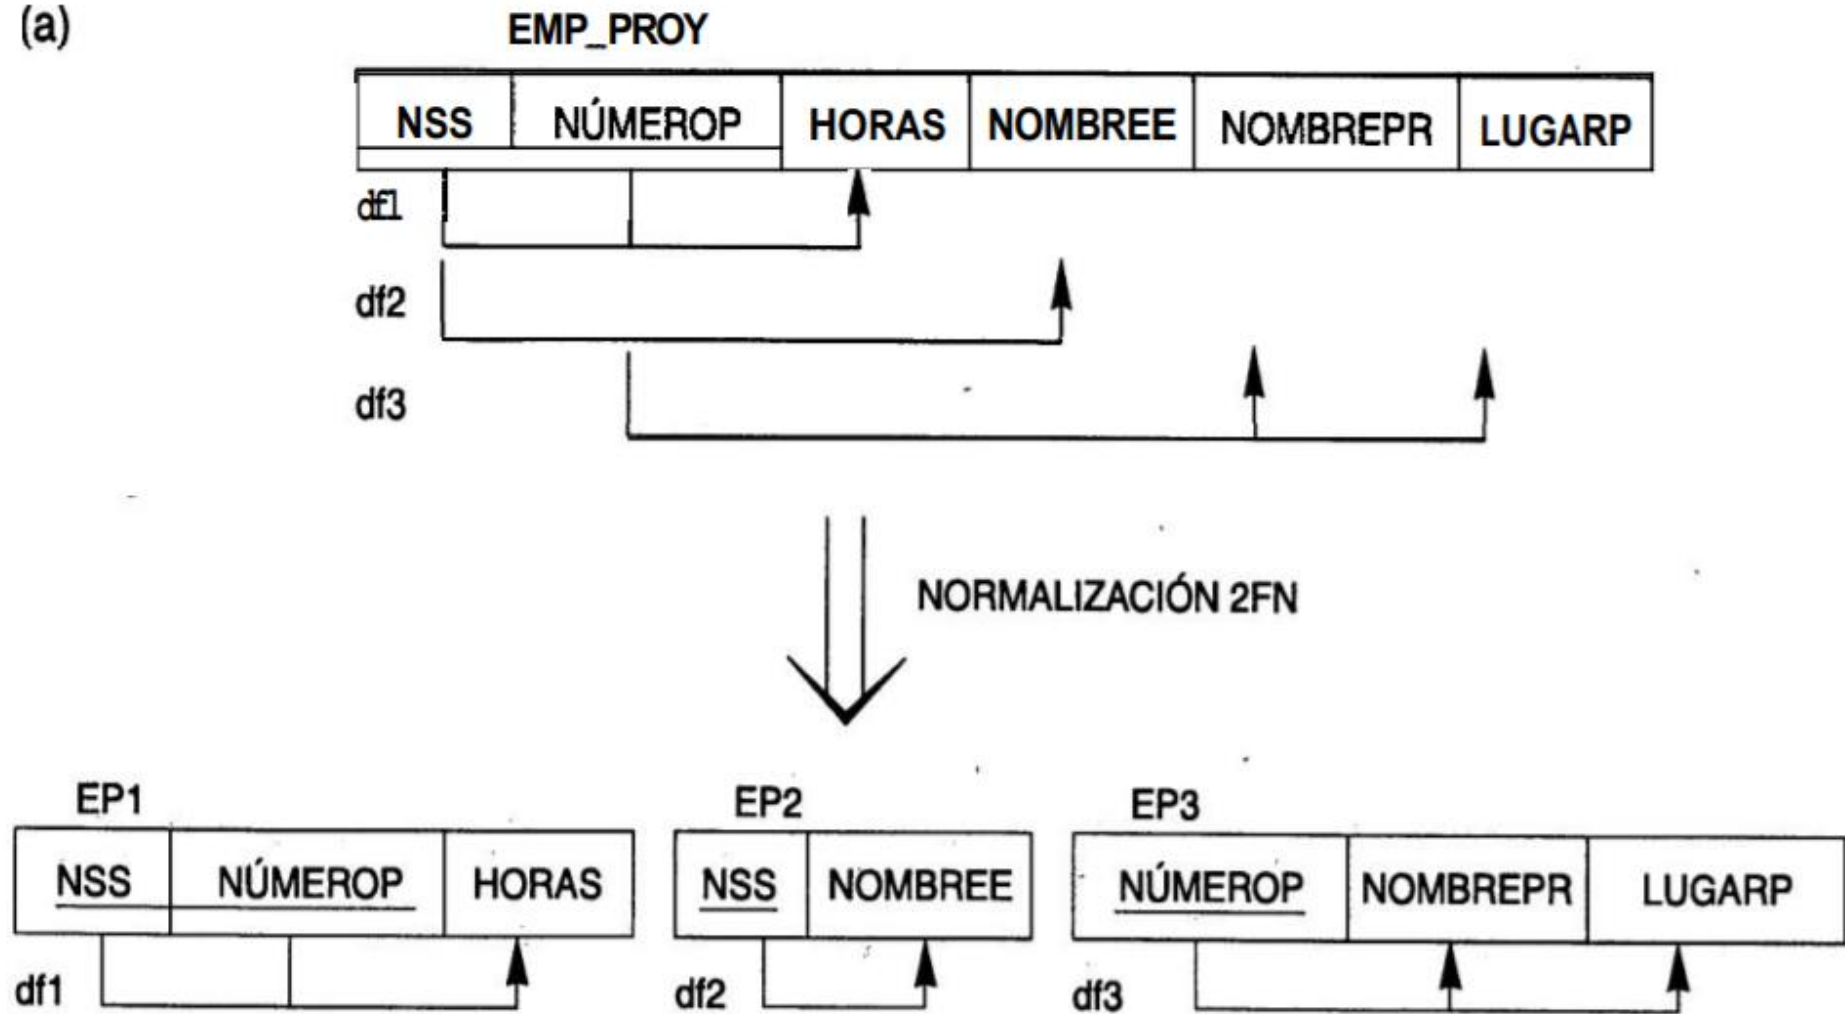 (a)
EMP_PROY
NSS NÚMEROP HORAS NOMBREE NOMBREPR LUGARP
df1
df2
df3
NORMALIZACIÓN 2FN
EP1 EP2 EP3
NSS NÚMEROP HORAS NSS NOMBREE NÚMEROP NOMBREPR LUGARP
df1 df2 df3